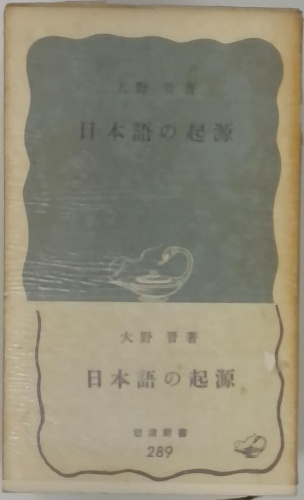 大野 晋 著
日本語の起源
大野 晋 著
日本語の起源
岩波新書
289